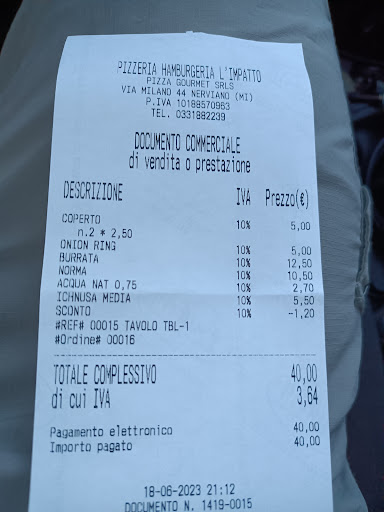 PIZZERIA HAMBURGERIA L'IMPATTO
PIZZA GOURMET SRLS
VIA MILANO 44 NERVIANO (MI)
P.IVA 10188570963
TEL. 0331882239
DOCUMENTO COMMERCIALE
di vendita o prestazione
DESCRIZIONE IVA Prezzo(€)
COPERTO 10% 5,00
n.2 * 2,50
ONION RING 10% 5,00
BURRATA 10% 12,50
NORMA 10% 10,50
ACQUA NAT 0,75 10% 2,70
ICHNUSA MEDIA 10% 5,50
SCONTO 10% -1,20
#REF# 00015 TAVOLO TBL-1
#Ordine# 00016
TOTALE COMPLESSIVO 40,00
di cui IVA 3,64
Pagamento elettronico 40,00
Importo pagato 40,00
18-06-2023 21:12
DOCUMENTO N. 1419-0015